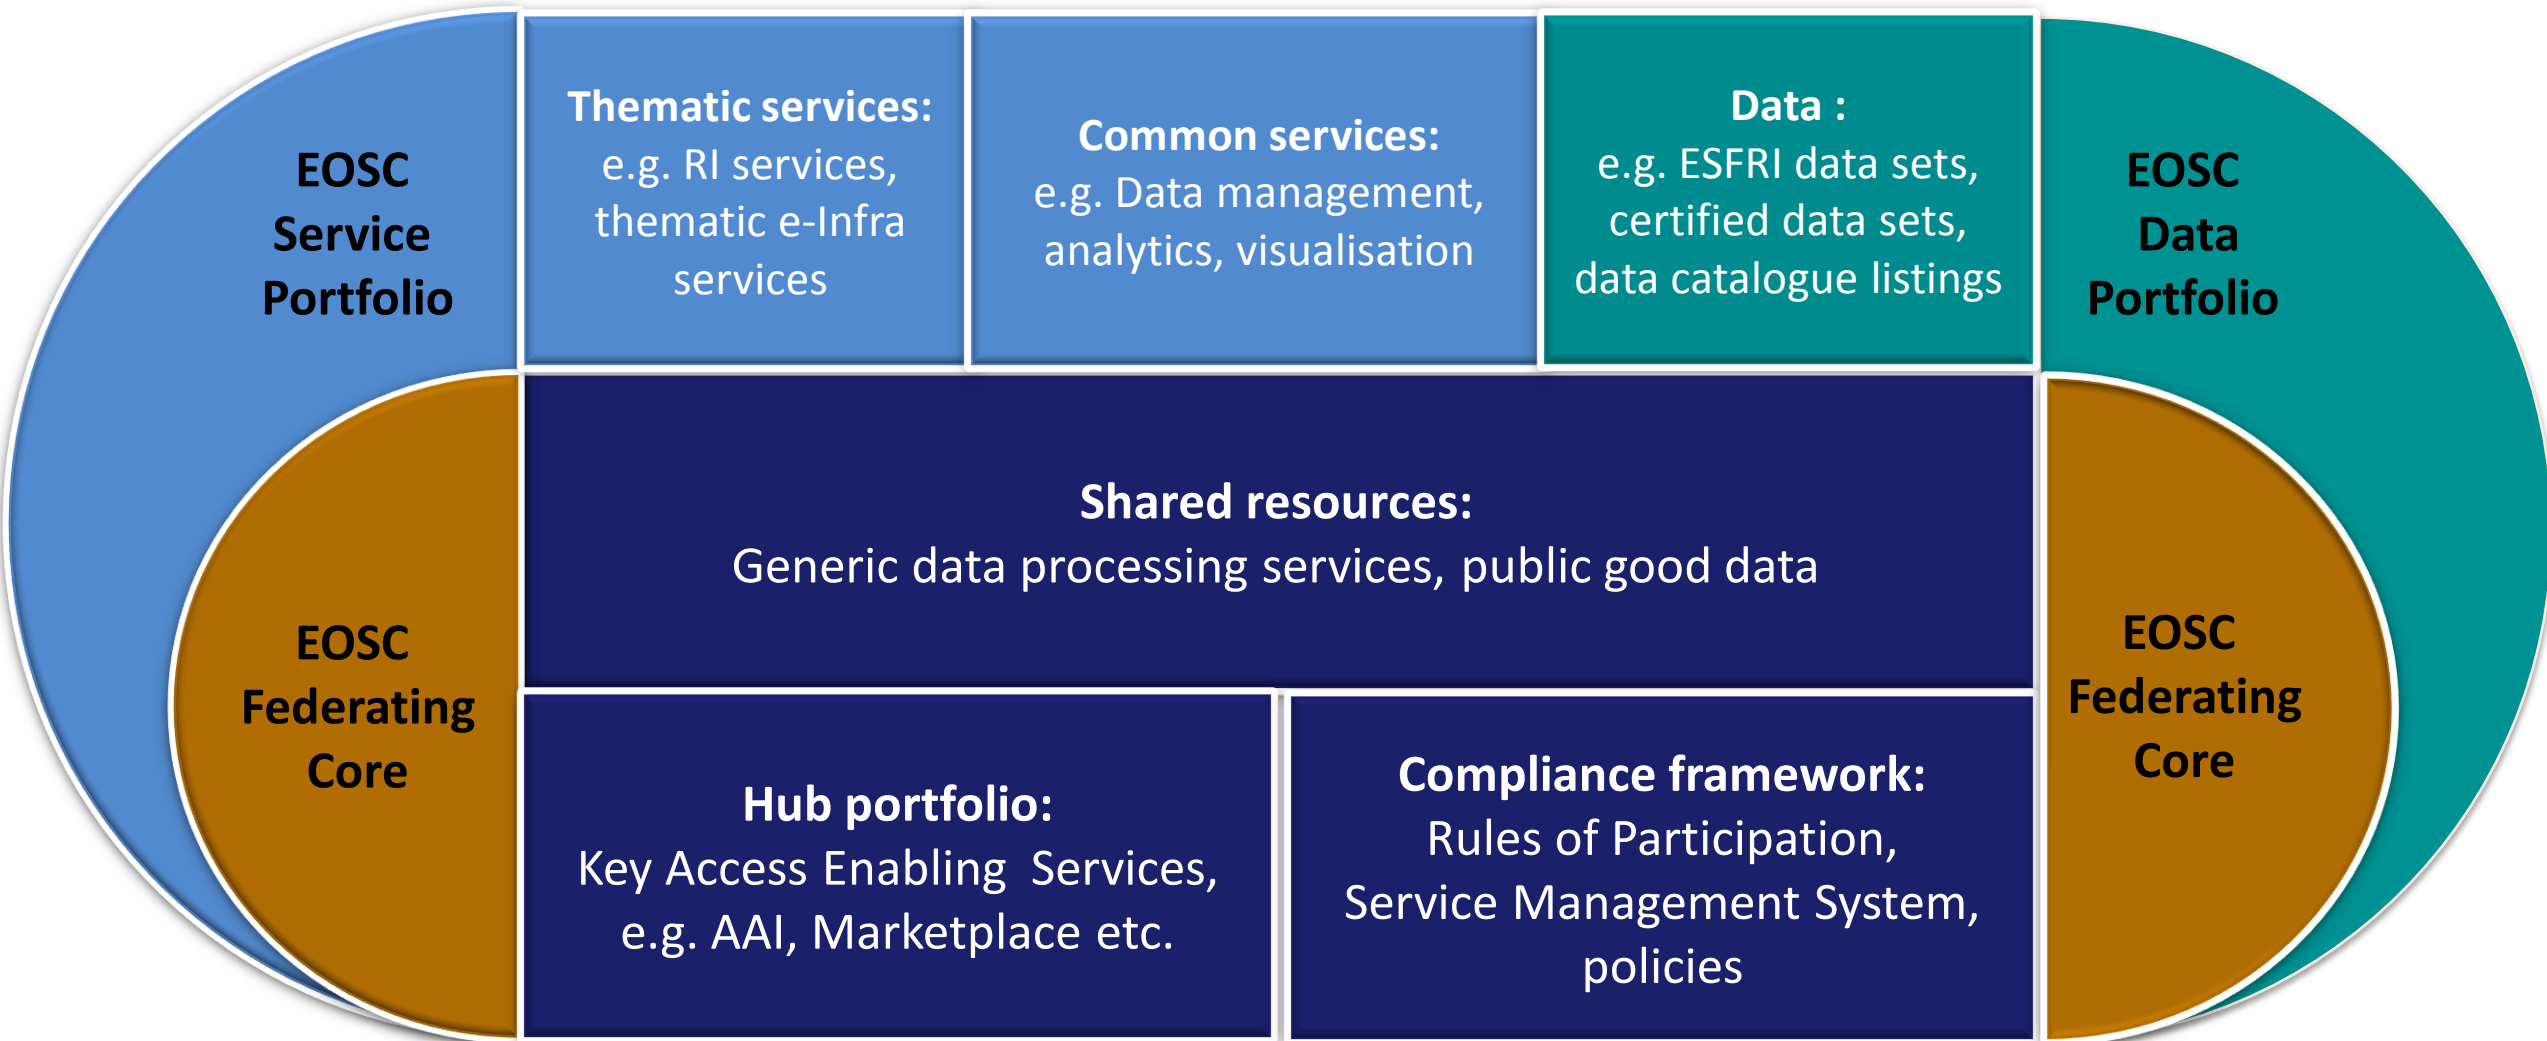 EOSC
Service
Portfolio
Thematic services:
e.g. RI services,
thematic e-Infra
services
Common services:
e.g. Data management,
analytics, visualisation
Data :
e.g. ESFRI data sets,
certified data sets,
data catalogue listings
EOSC
Data
Portfolio
EOSC
Federating
Core
Shared resources:
Generic data processing services, public good data
Hub portfolio:
Key Access Enabling  Services,
e.g. AAI, Marketplace etc.
Compliance framework:
Rules of Participation,
Service Management System,
policies
EOSC
Federating
Core